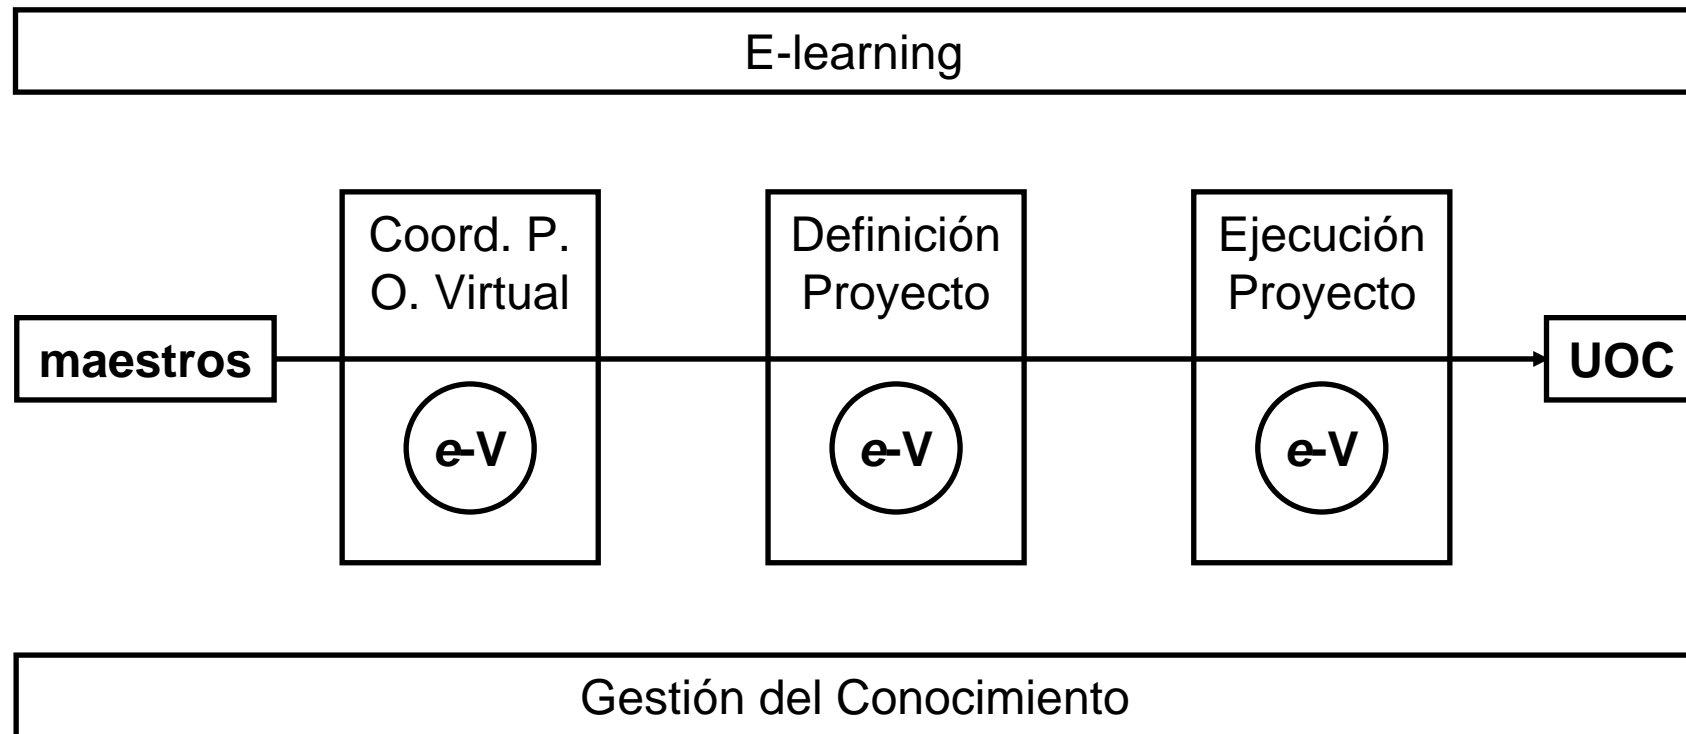 E-learning
Coord. P.
O. Virtual
Definición
Proyecto
Ejecución
Proyecto
maestros
UOC
e-V
e-V
e-V
Gestión del Conocimiento